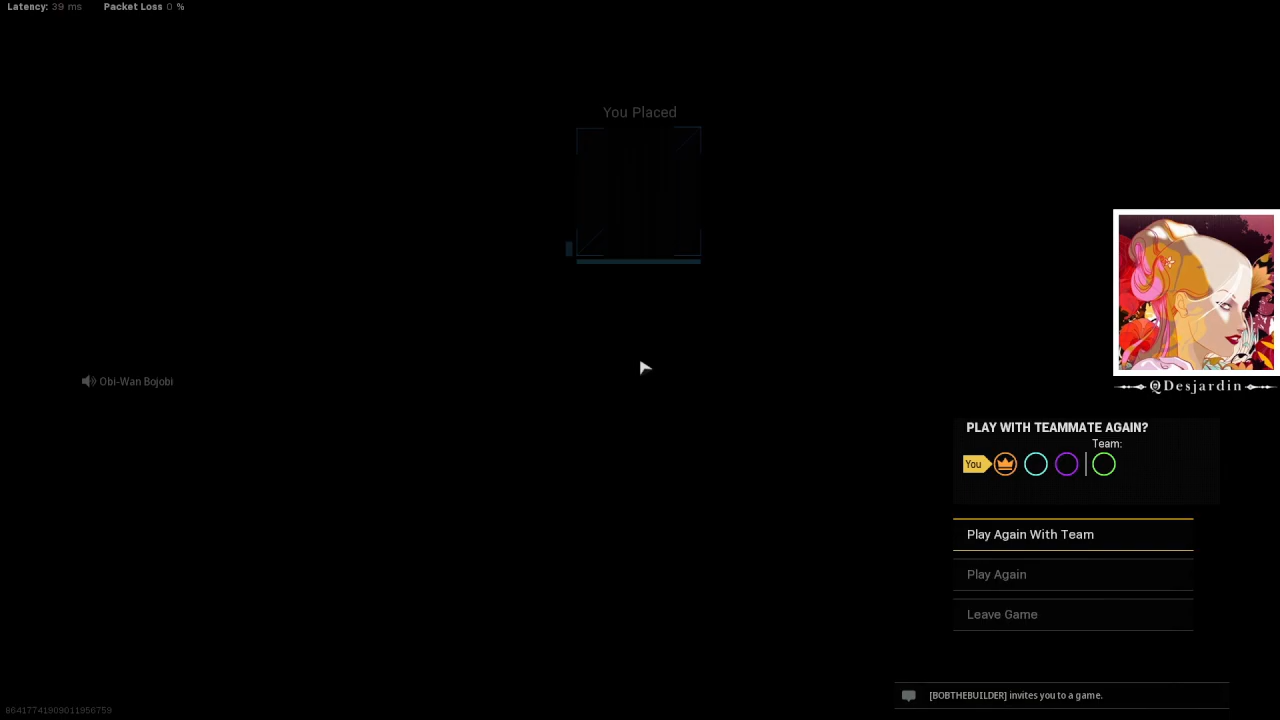 Latency: 39 ms Packet Loss 0 %
You Placed
Obi-Wan Bojobi
QDesjardin
PLAY WITH TEAMMATE AGAIN?
Team:
You
Play Again With Team
Play Again
Leave Game
[BOBTHEBUILDER] invites you to a game.